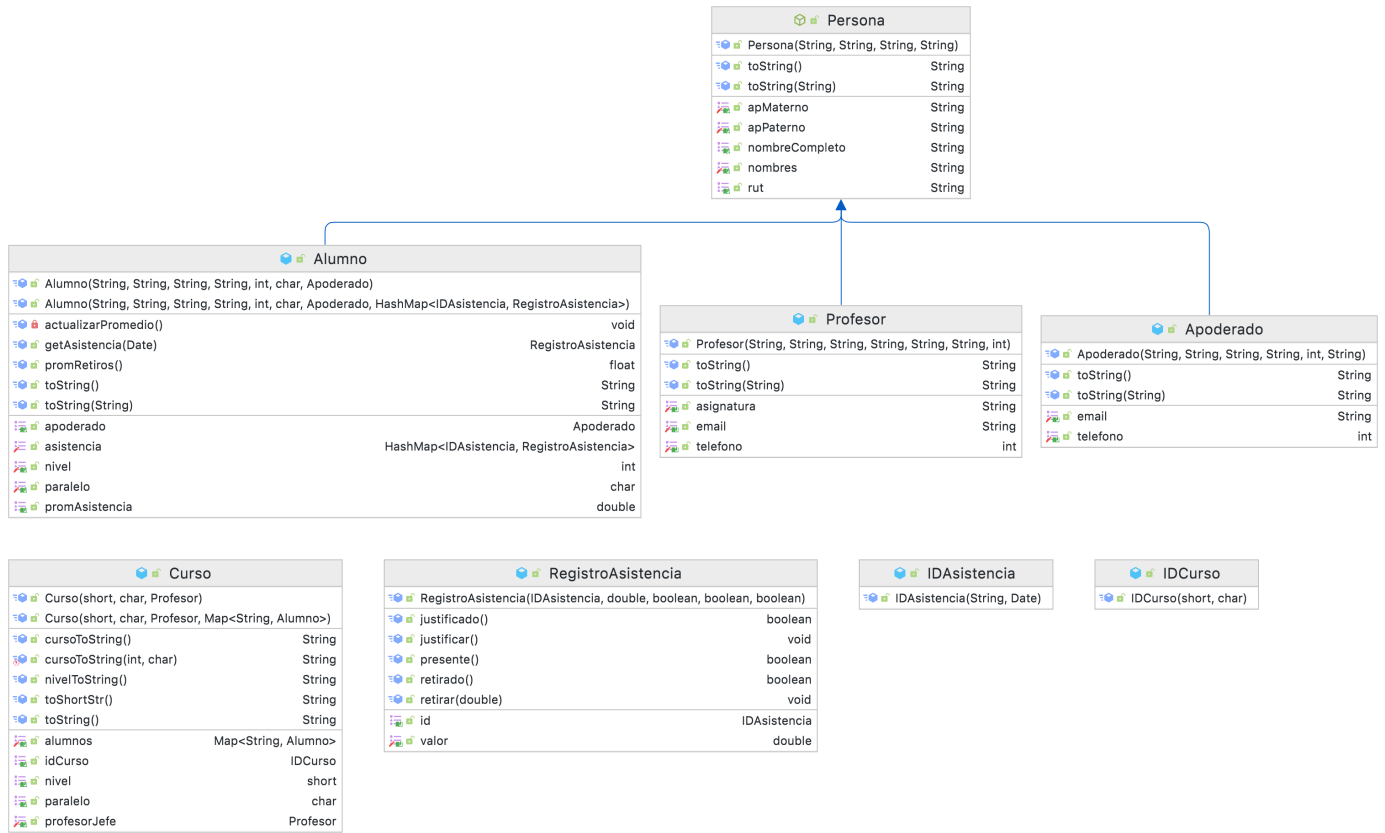 Persona
Persona(String, String, String, String)
toString() String
toString(String) String
apMaterno String
apPaterno String
nombreCompleto String
nombres String
rut String
Alumno
Alumno(String, String, String, String, int, char, Apoderado)
Alumno(String, String, String, String, int, char, Apoderado, HashMap<IDAsistencia, RegistroAsistencia>)
actualizarPromedio() void
getAsistencia(Date) RegistroAsistencia
promRetiros() float
toString() String
toString(String) String
apoderado Apoderado
asistencia HashMap<IDAsistencia, RegistroAsistencia>
nivel int
paralelo char
promAsistencia double
Profesor
Profesor(String, String, String, String, String, String, int)
toString() String
toString(String) String
asignatura String
email String
telefono int
Apoderado
Apoderado(String, String, String, String, int, String)
toString() String
toString(String) String
email String
telefono int
Curso
Curso(short, char, Profesor)
Curso(short, char, Profesor, Map<String, Alumno>)
cursoToString() String
cursoToString(int, char) String
nivelToString() String
toShortStr() String
toString() String
alumnos Map<String, Alumno>
idCurso IDCurso
nivel short
paralelo char
profesorJefe Profesor
RegistroAsistencia
RegistroAsistencia(IDAsistencia, double, boolean, boolean, boolean)
justificado() boolean
justificar() void
presente() boolean
retirado() boolean
retirar(double) void
id IDAsistencia
valor double
IDAsistencia
IDAsistencia(String, Date)
IDCurso
IDCurso(short, char)